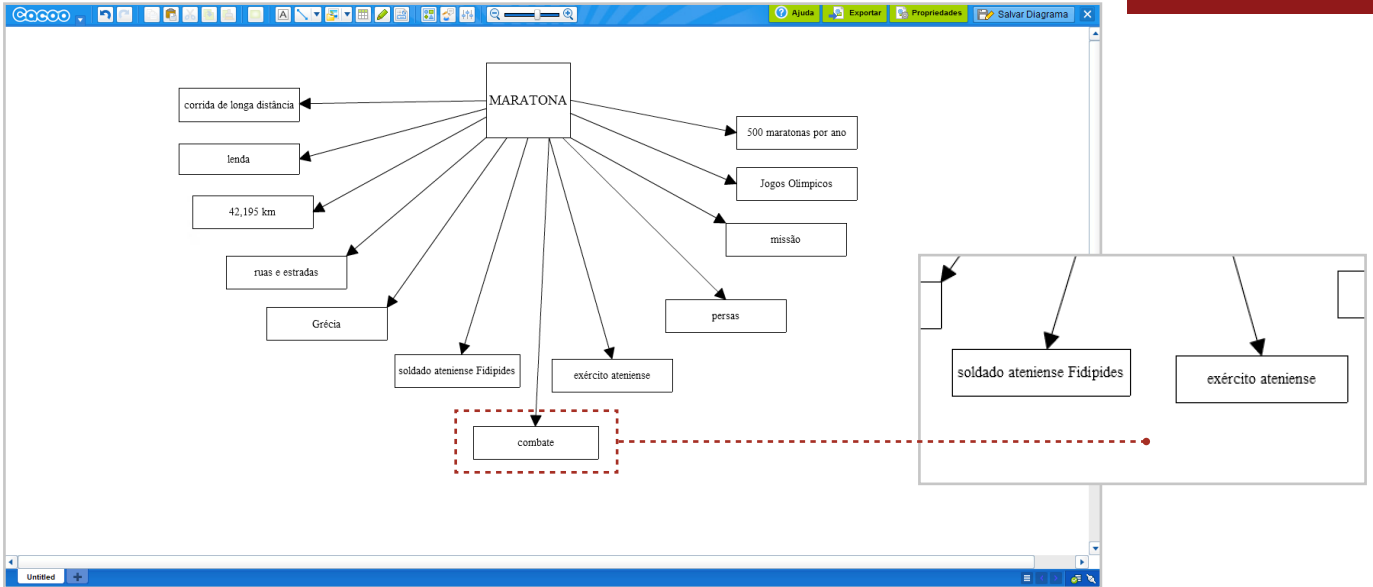 Cacoo
Ajuda
Exportar
Propriedades
Salvar Diagrama
MARATONA
corrida de longa distância
500 maratonas por ano
lenda
Jogos Olímpicos
42,195 km
missão
ruas e estradas
persas
Grécia
soldado ateniense Fidípides
exército ateniense
combate
soldado ateniense Fidípides
exército ateniense
Untitled